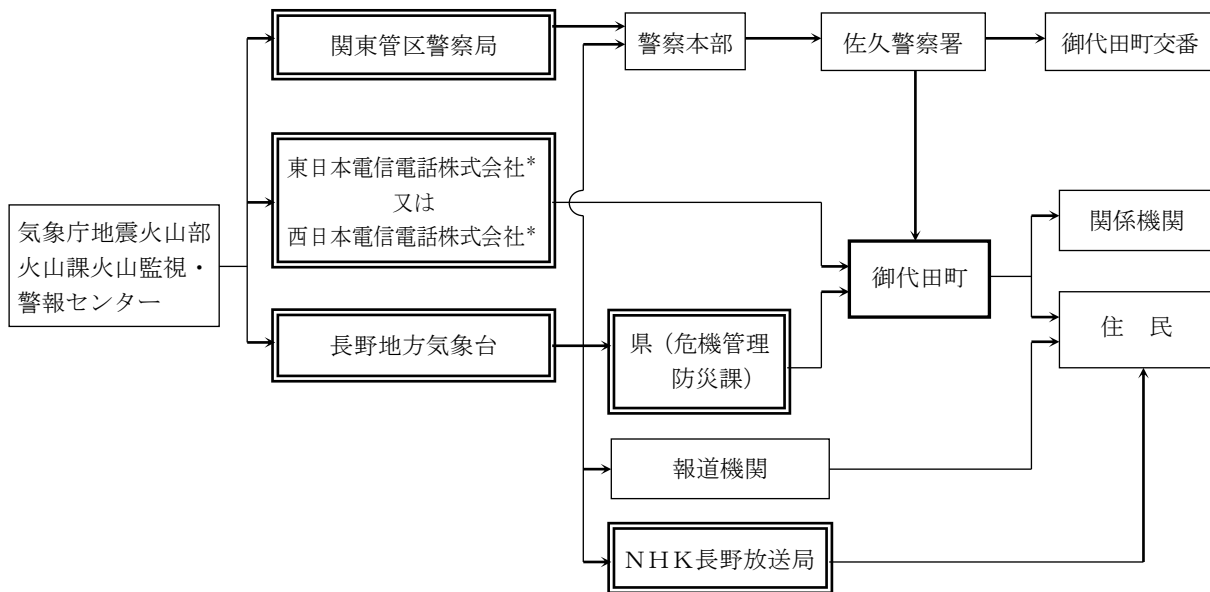 関東管区警察局
警察本部
佐久警察署
御代田町交番
東日本電信電話株式会社*
又は
西日本電信電話株式会社*
気象庁地震火山部
火山課火山監視・
警報センター
関係機関
御代田町
住　民
長野地方気象台
県（危機管理
防災課）
報道機関
ＮＨＫ長野放送局